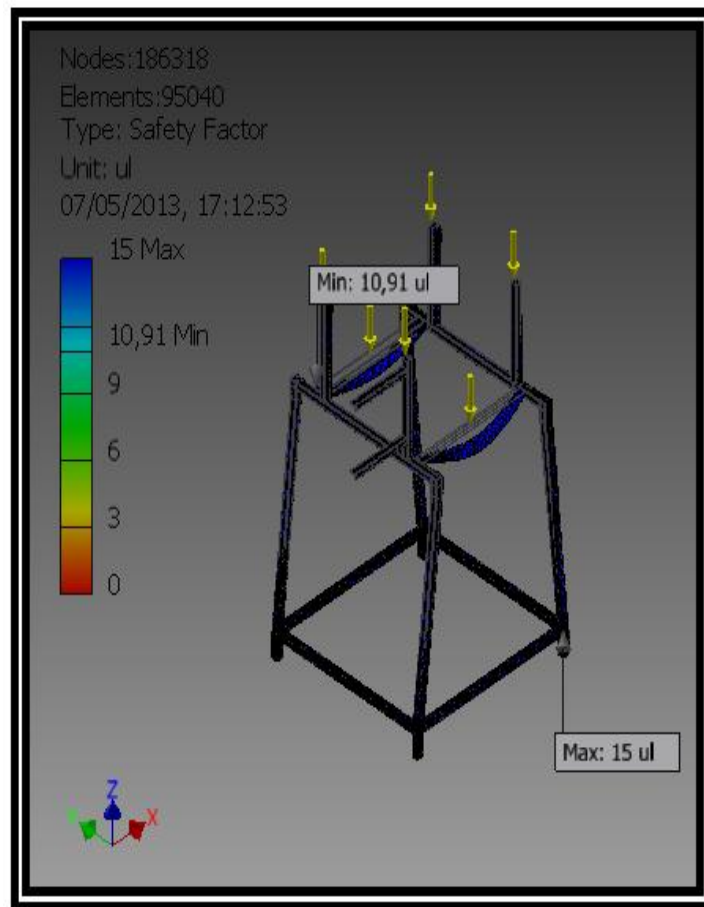 Nodes:186318
Elements:95040
Type: Safety Factor
Unit: ul
07/05/2013, 17:12:53
15 Max
10,91 Min
9
6
3
0
Min: 10,91 ul
Max: 15 ul
Z
X